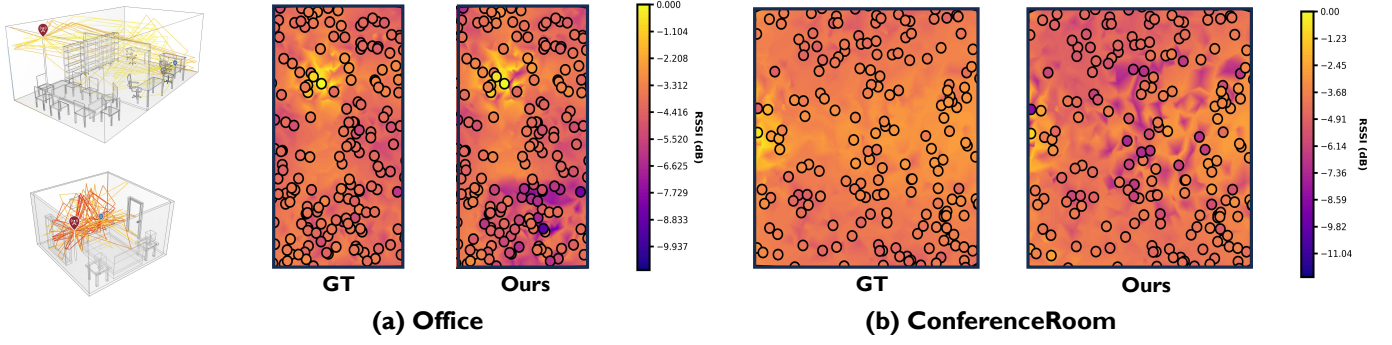 0.000
−1.104
−2.208
−3.312
−4.416
−5.520
−6.625
−7.729
−8.833
−9.937
RSSI (dB)
GT
Ours
(a) Office
0.00
−1.23
−2.45
−3.68
−4.91
−6.14
−7.36
−8.59
−9.82
−11.04
RSSI (dB)
GT
Ours
(b) ConferenceRoom